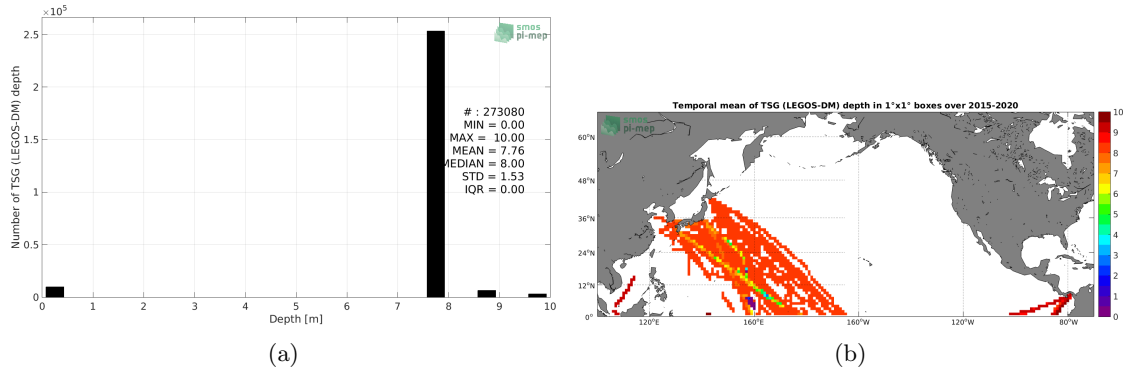 ×10⁵
smos
pi-mep
2.5
2
1.5
1
0.5
0
# : 273080
MIN = 0.00
MAX = 10.00
MEAN = 7.76
MEDIAN = 8.00
STD = 1.53
IQR = 0.00
0 1 2 3 4 5 6 7 8 9 10
Depth [m]
Number of TSG (LEGOS-DM) depth
(a)
Temporal mean of TSG (LEGOS-DM) depth in 1°x1° boxes over 2015-2020
smos
pi-mep
60°N
48°N
36°N
24°N
12°N
0°
120°E 160°E 160°W 120°W 80°W
10
9
8
7
6
5
4
3
2
1
0
(b)